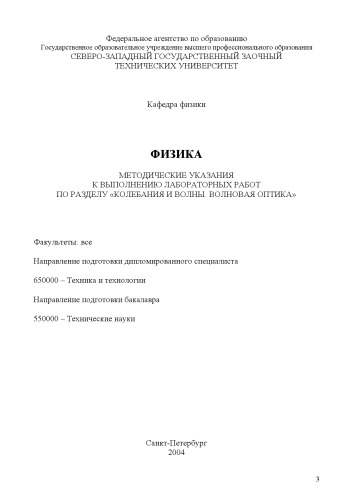 Федеральное агентство по образованию
Государственное образовательное учреждение высшего профессионального образования
СЕВЕРО-ЗАПАДНЫЙ ГОСУДАРСТВЕННЫЙ ЗАОЧНЫЙ
ТЕХНИЧЕСКИХ УНИВЕРСИТЕТ
Кафедра физики
ФИЗИКА
МЕТОДИЧЕСКИЕ УКАЗАНИЯ
К ВЫПОЛНЕНИЮ ЛАБОРАТОРНЫХ РАБОТ
ПО РАЗДЕЛУ «КОЛЕБАНИЯ И ВОЛНЫ. ВОЛНОВАЯ ОПТИКА»
Факультеты: все
Направление подготовки дипломированного специалиста
650000 – Техника и технологии
Направление подготовки бакалавра
550000 – Технические науки
Санкт-Петербург
2004
3